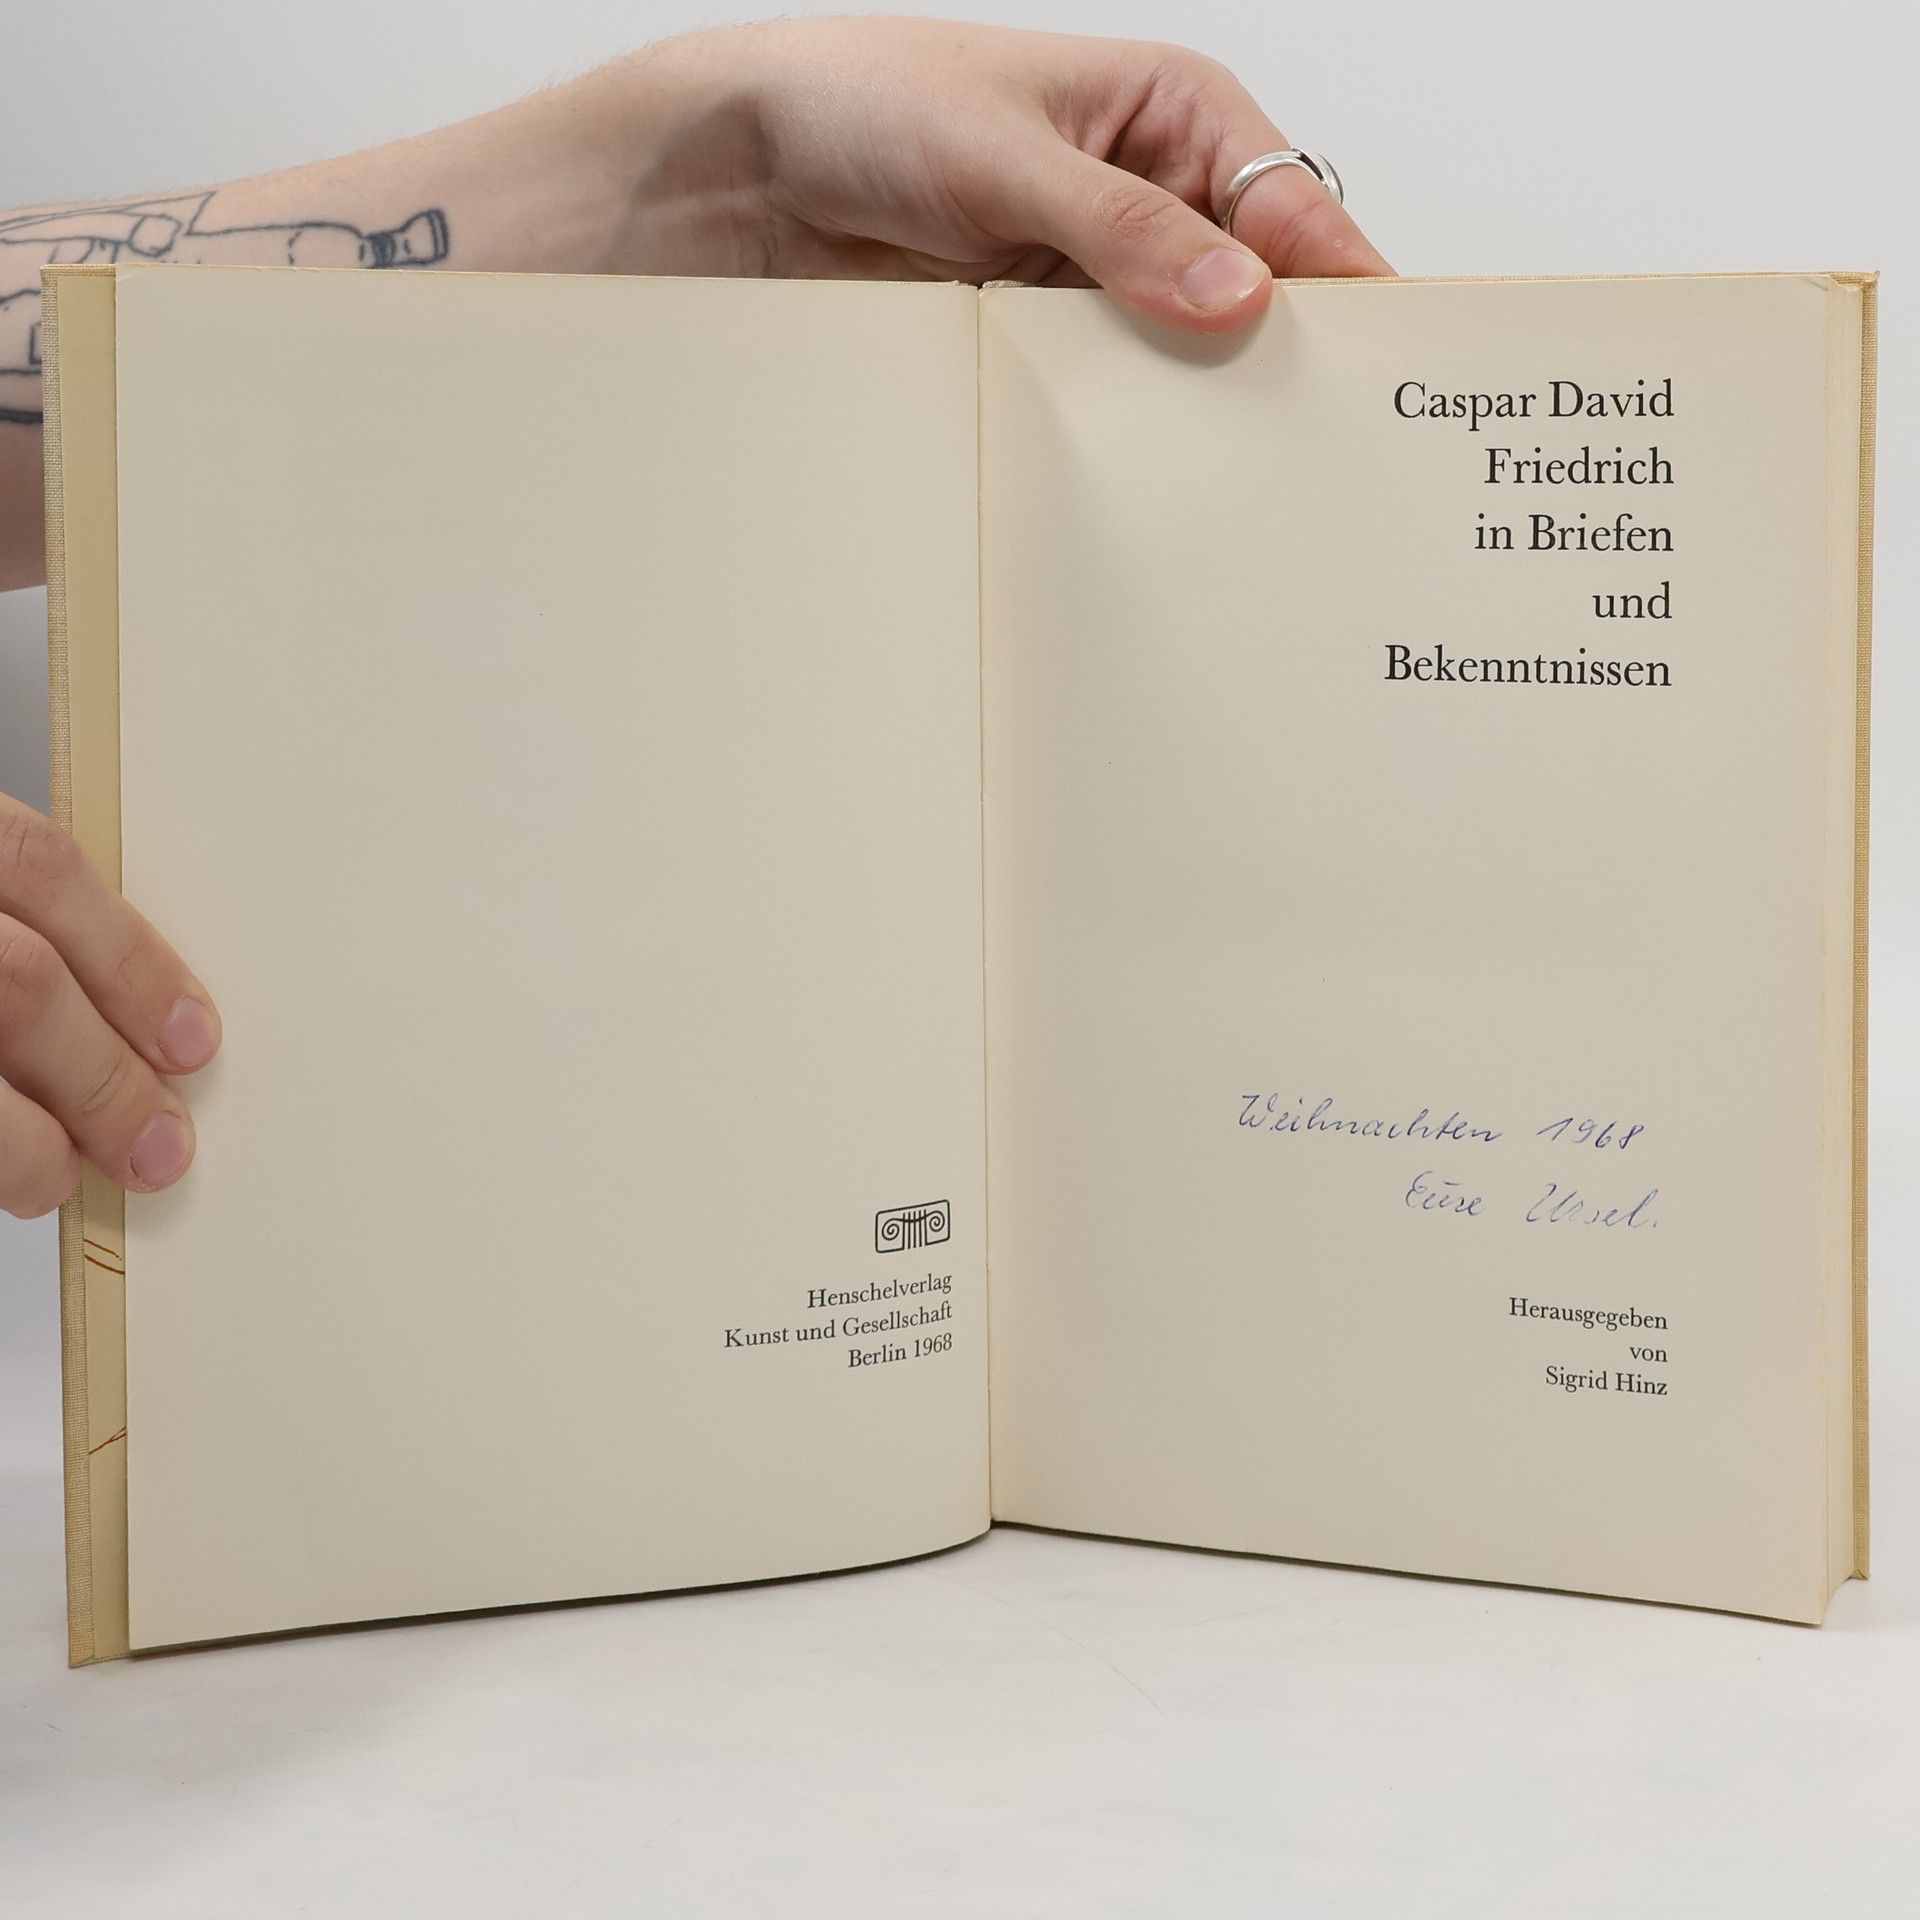 Henschelverlag
Kunst und Gesellschaft
Berlin 1968
Caspar David
Friedrich
in Briefen
und
Bekenntnissen
Weihnachten 1968
Eure Ursel.
Herausgegeben
von
Sigrid Hinz